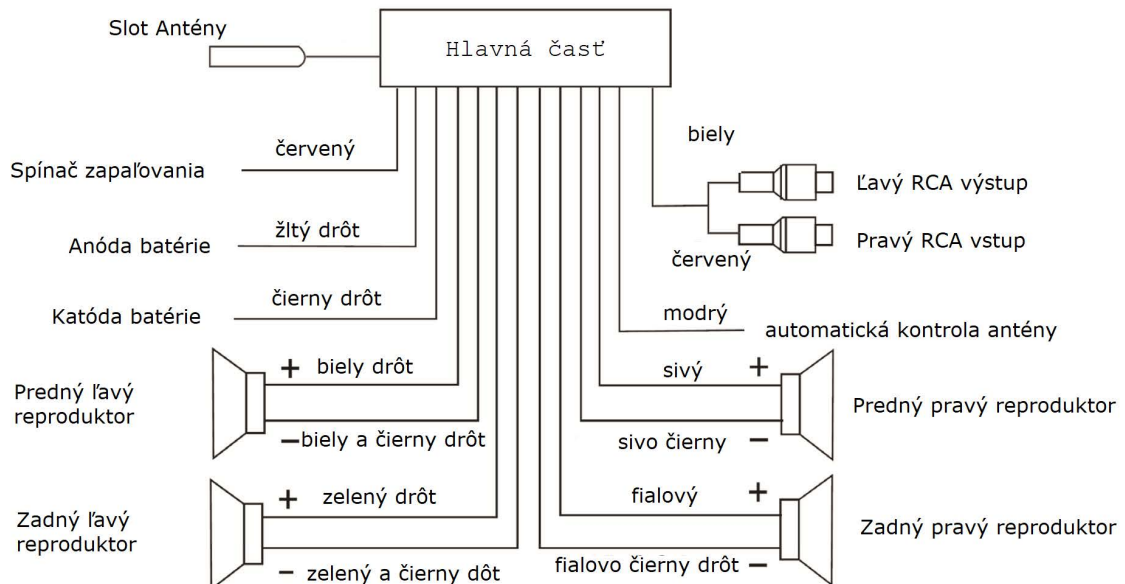 Slot Antény
Hlavná časť
Spínač zapaľovania
červený
Anóda batérie
žltý drôt
Katóda batérie
čierny drôt
Predný ľavý
reproduktor
+ biely drôt
− biely a čierny drôt
Zadný ľavý
reproduktor
+ zelený drôt
- zelený a čierny dôt
biely
Ľavý RCA výstup
Pravý RCA vstup
červený
modrý
automatická kontrola antény
sivý +
Predný pravý reproduktor
sivo čierny −
fialový +
Zadný pravý reproduktor
fialovo čierny drôt −